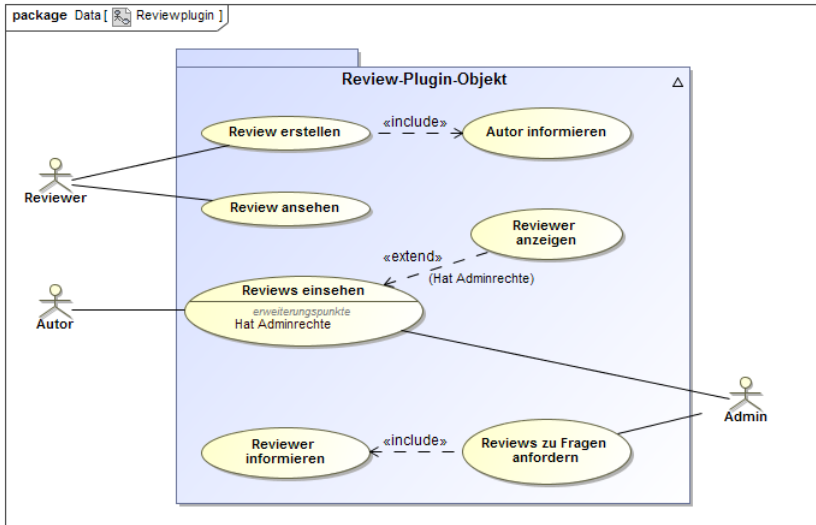 package Data [ Reviewplugin ]
Review-Plugin-Objekt
Review erstellen
«include»
Autor informieren
Reviewer
Review ansehen
Reviewer
anzeigen
«extend»
(Hat Adminrechte)
Reviews einsehen
erweiterungspunkte
Hat Adminrechte
Autor
Admin
Reviewer
informieren
«include»
Reviews zu Fragen
anfordern